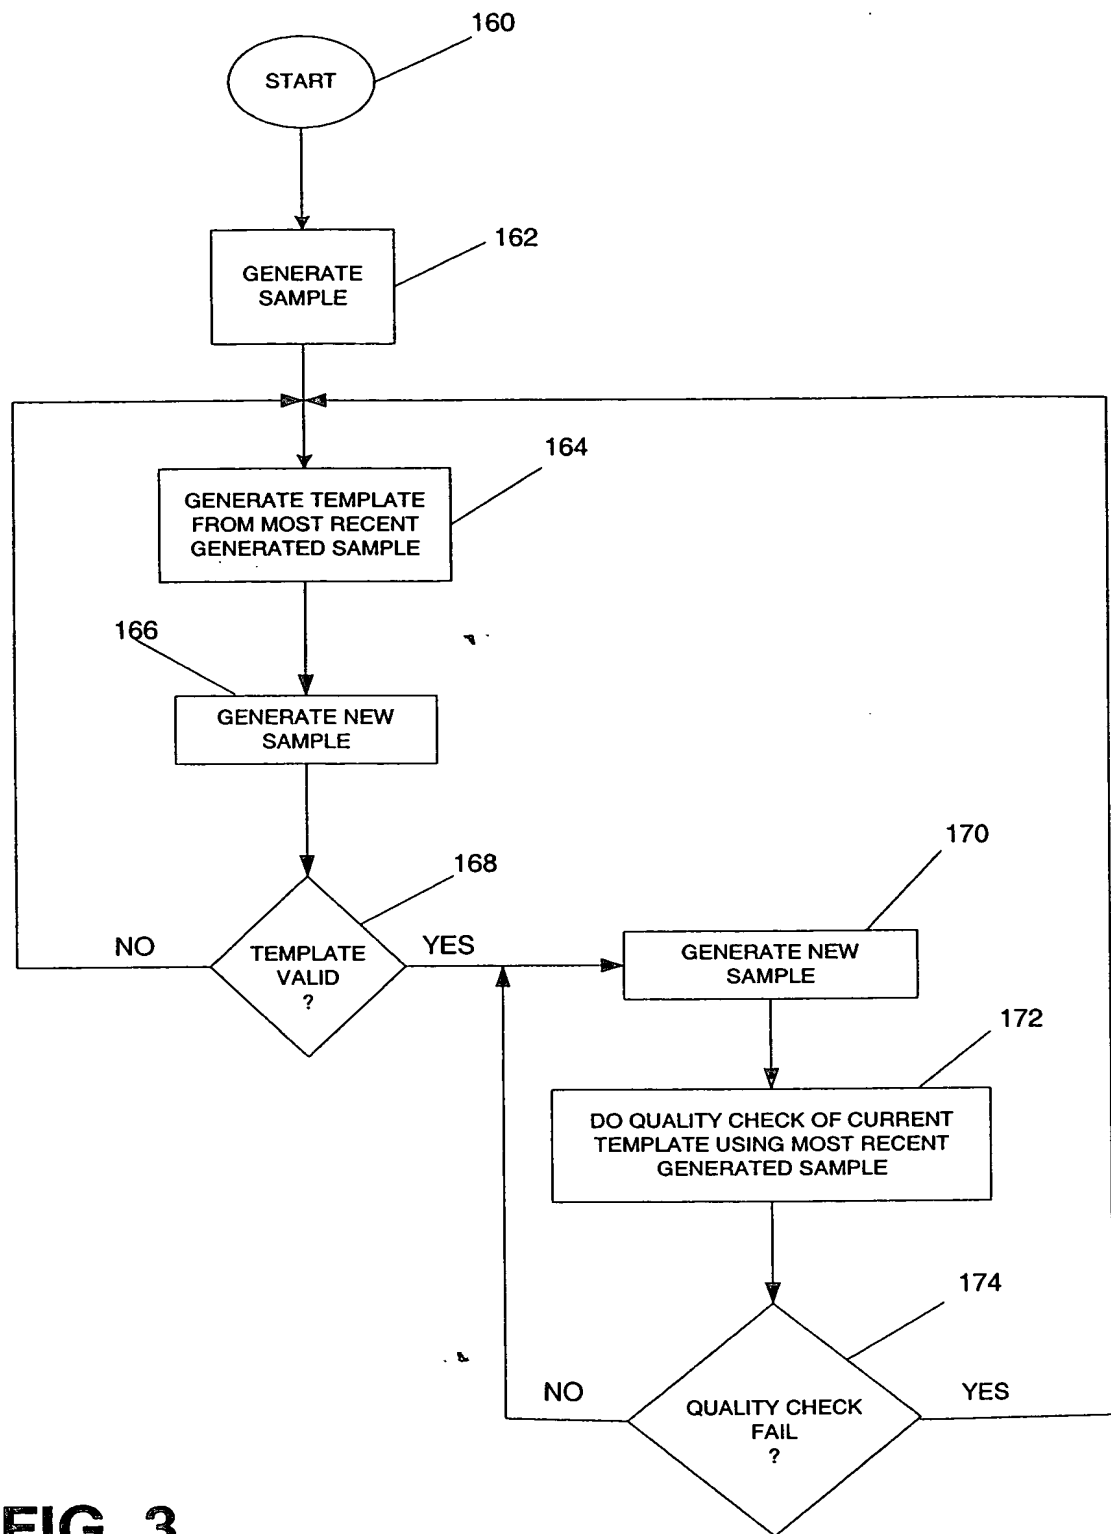 160
START
162
GENERATE
SAMPLE
164
GENERATE TEMPLATE
FROM MOST RECENT
GENERATED SAMPLE
166
GENERATE NEW
SAMPLE
168
NO
TEMPLATE
VALID
?
YES
170
GENERATE NEW
SAMPLE
172
DO QUALITY CHECK OF CURRENT
TEMPLATE USING MOST RECENT
GENERATED SAMPLE
174
NO
QUALITY CHECK
FAIL
?
YES
FIG. 3